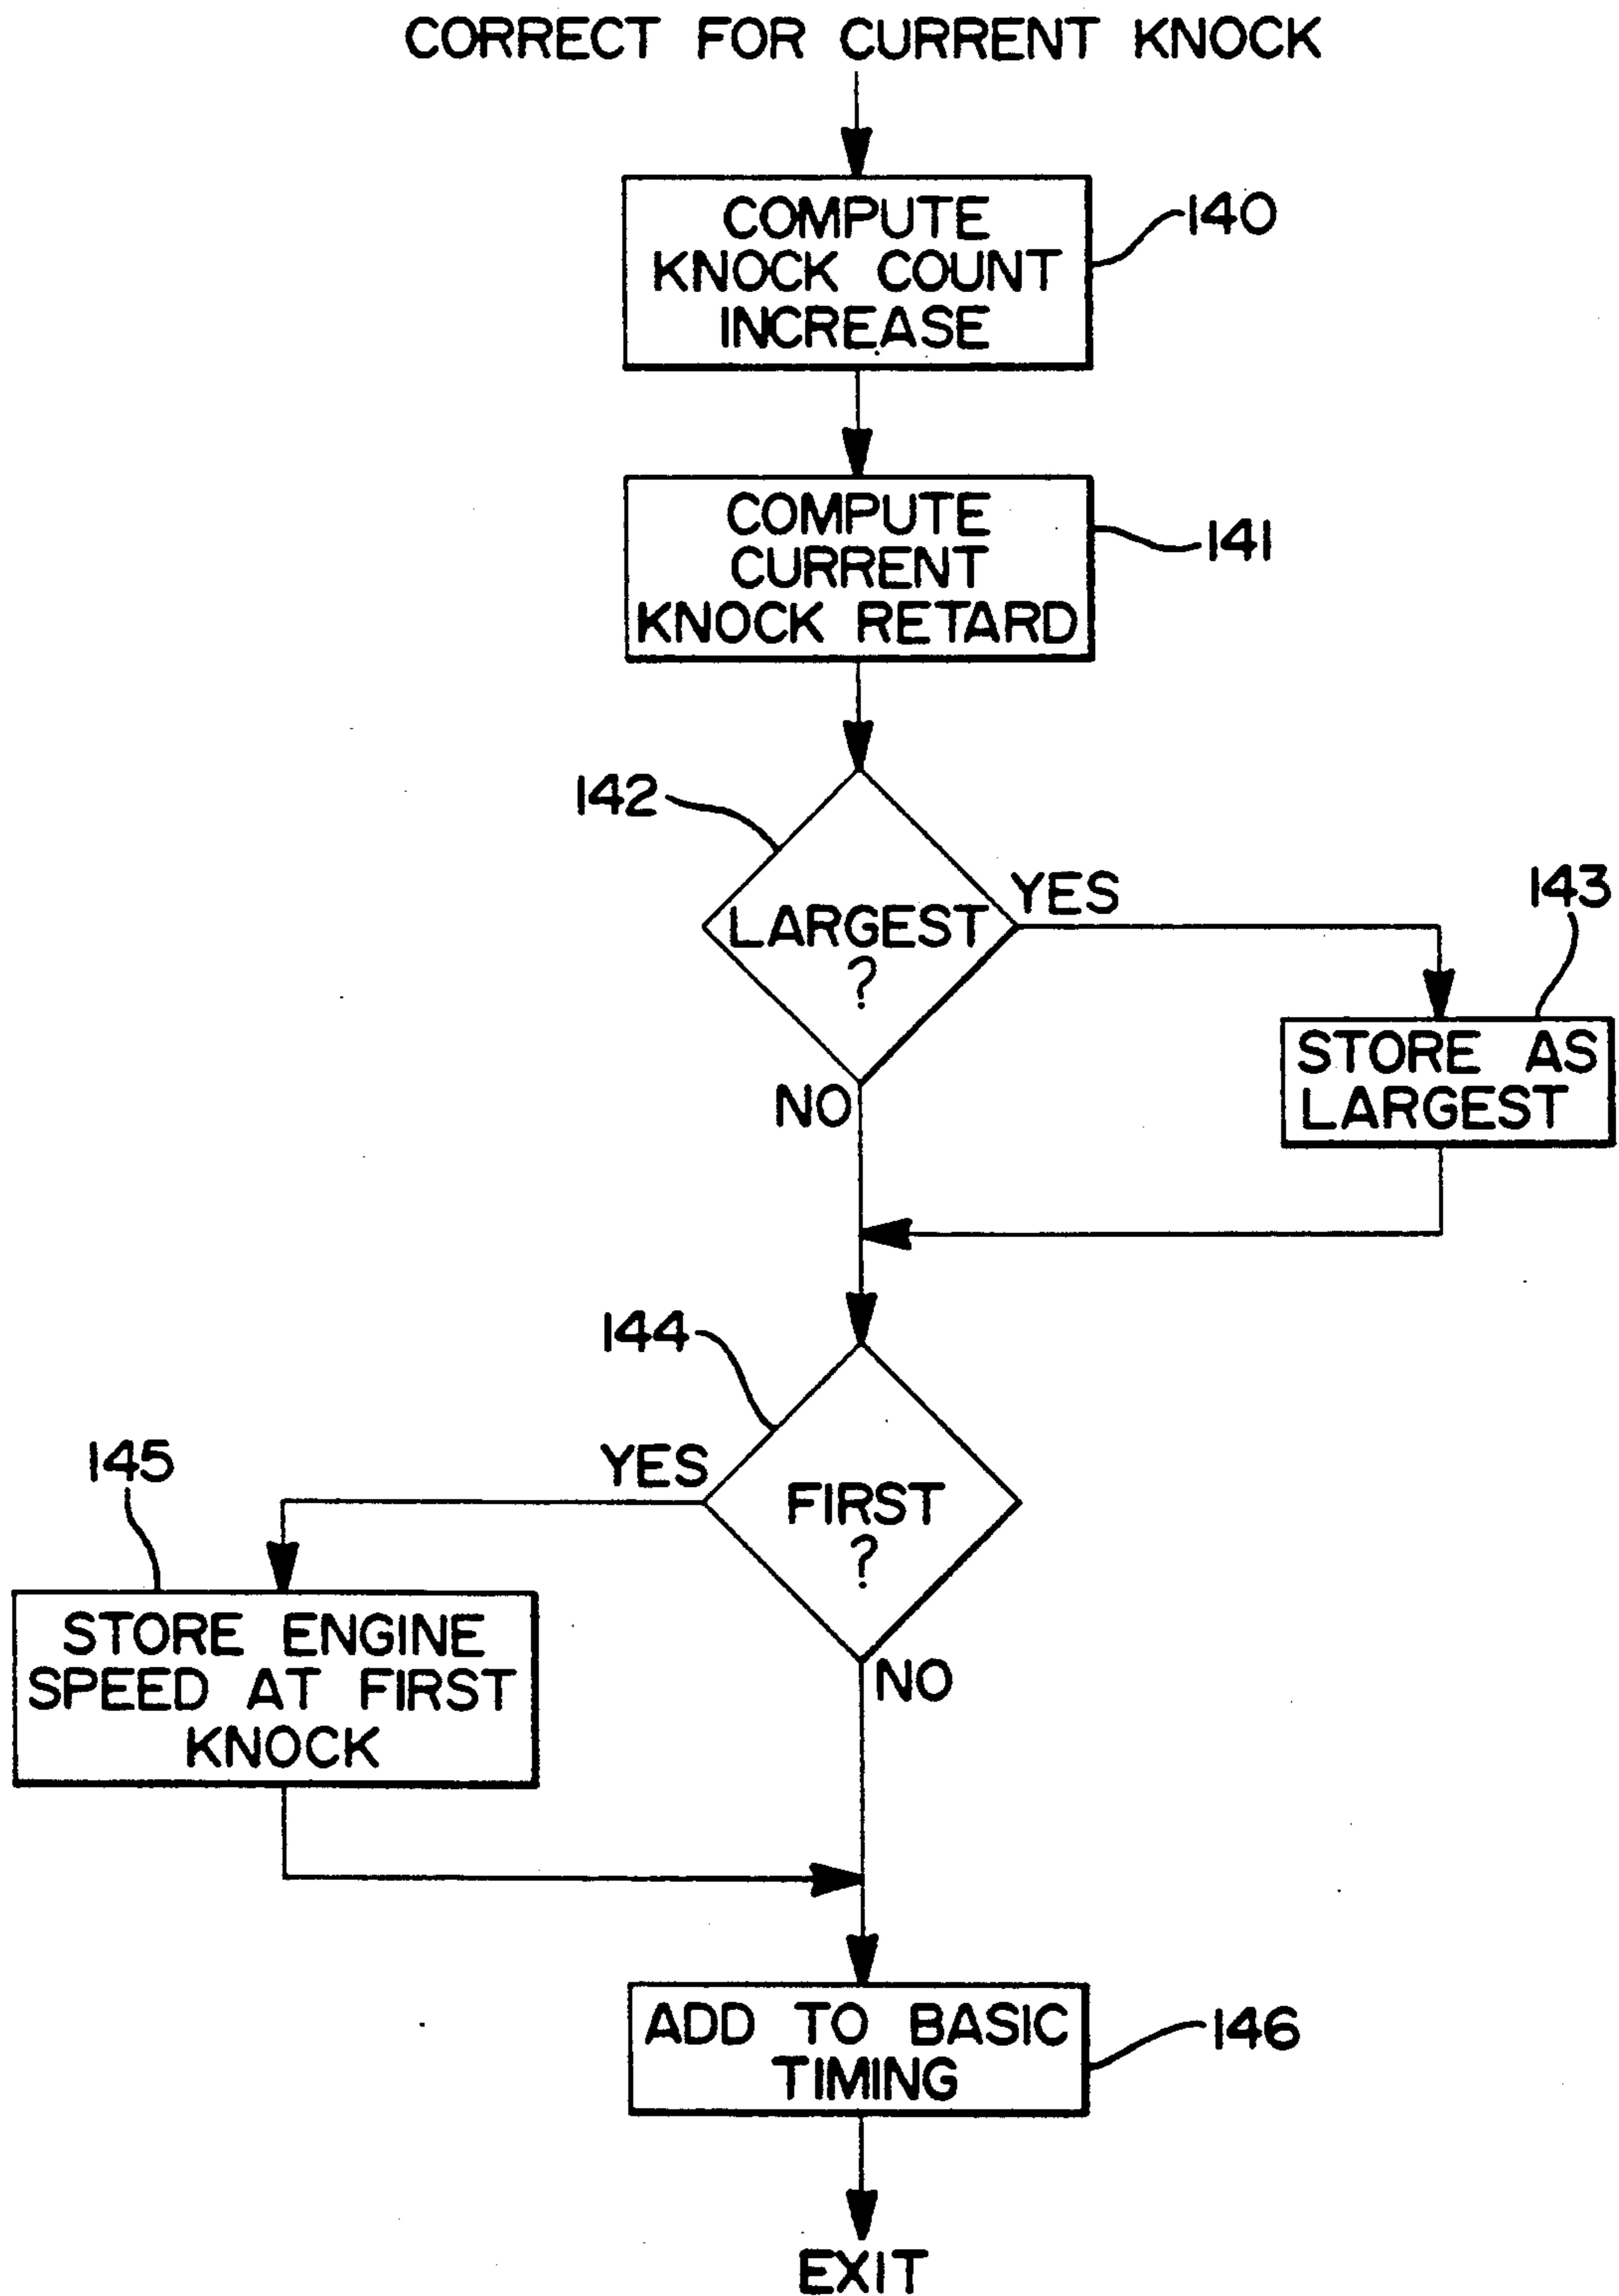 CORRECT FOR CURRENT KNOCK
COMPUTE
KNOCK COUNT
INCREASE
140
COMPUTE
CURRENT
KNOCK RETARD
141
142
LARGEST
?
YES
143
STORE AS
LARGEST
NO
144
FIRST
?
YES
145
STORE ENGINE
SPEED AT FIRST
KNOCK
NO
ADD TO BASIC
TIMING
146
EXIT